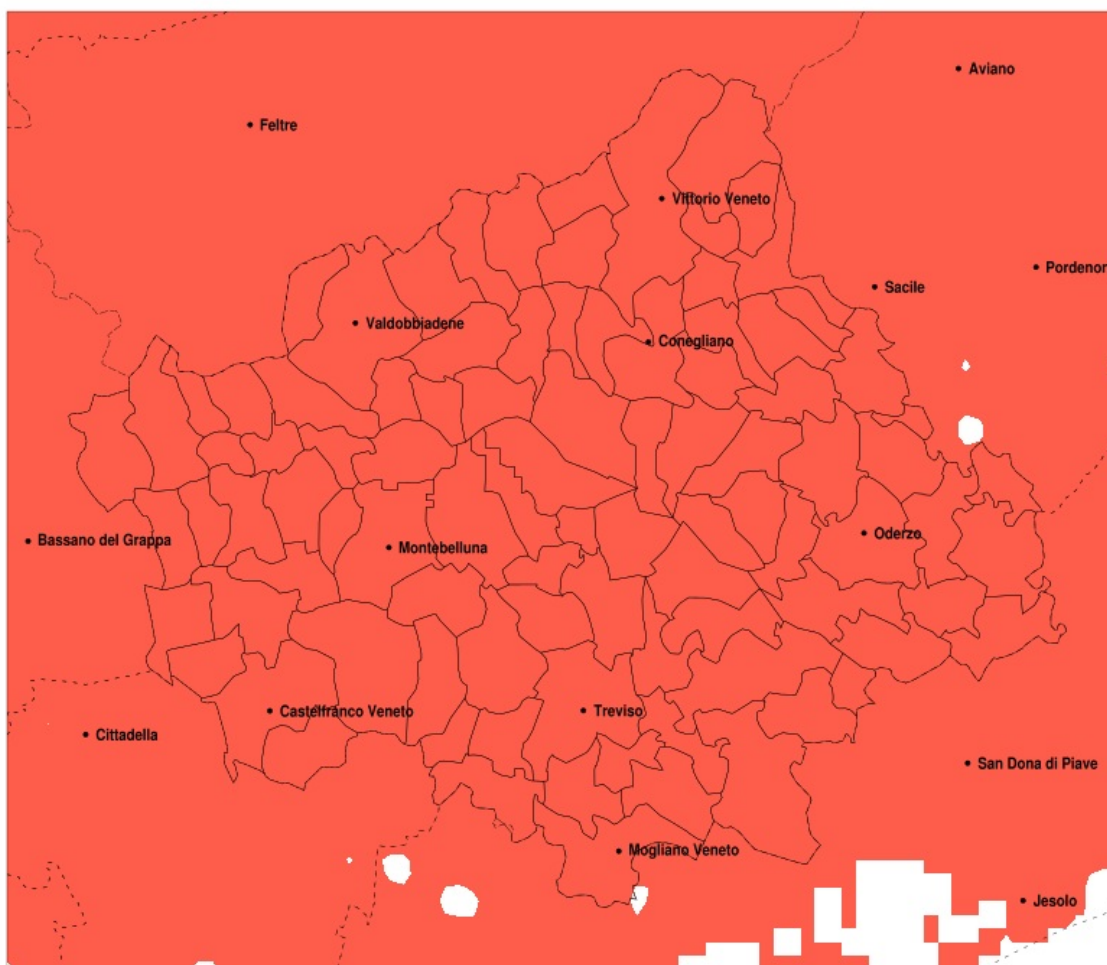 Aviano
Feltre
Vittorio Veneto
Pordenor
Sacile
Valdobbiadene
Conegliano
Oderzo
Bassano del Grappa
Montebelluna
Castelfranco Veneto
Treviso
Cittadella
San Dona di Piave
Mogliano Veneto
Jesolo